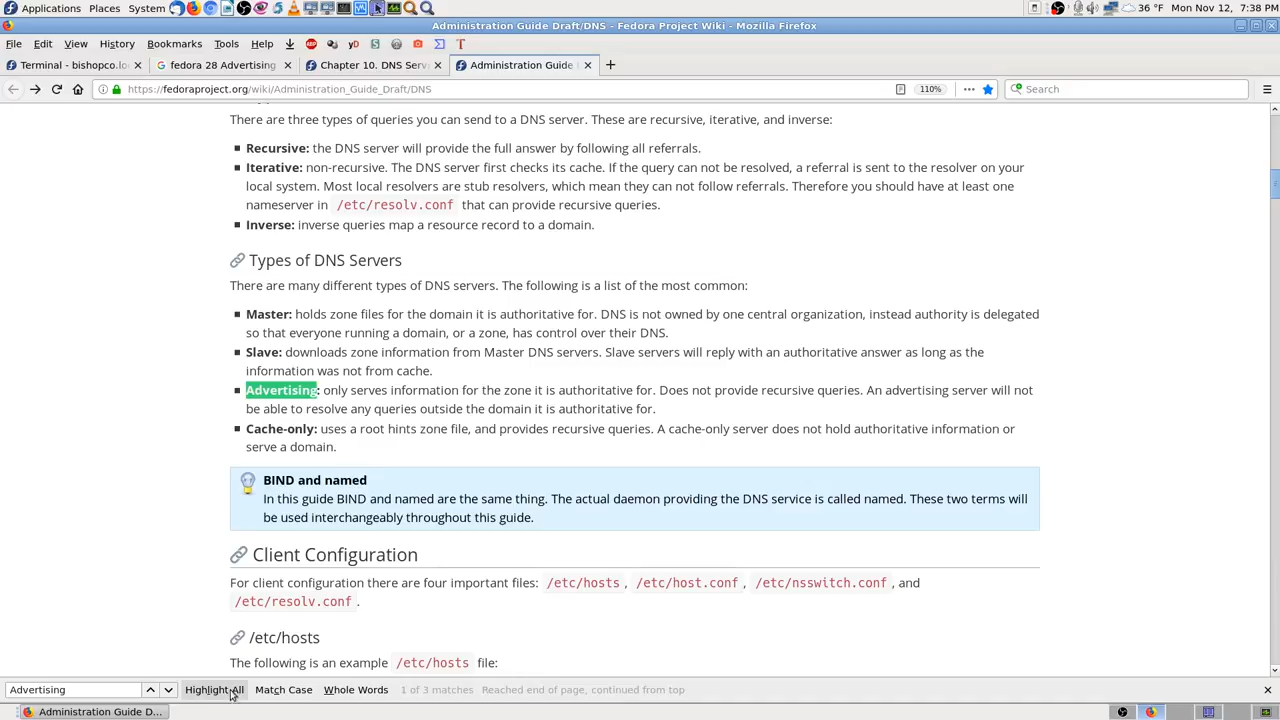 Applications Places System 36 °F Mon Nov 12, 7:38 PM
Administration Guide Draft/DNS - Fedora Project Wiki - Mozilla Firefox
File Edit View History Bookmarks Tools Help
Terminal - bishopco.lo
fedora 28 Advertising
Chapter 10. DNS Serv
Administration Guide
https://fedoraproject.org/wiki/Administration_Guide_Draft/DNS 110% Search
There are three types of queries you can send to a DNS server. These are recursive, iterative, and inverse:
Recursive: the DNS server will provide the full answer by following all referrals.
Iterative: non-recursive. The DNS server first checks its cache. If the query can not be resolved, a referral is sent to the resolver on your
local system. Most local resolvers are stub resolvers, which mean they can not follow referrals. Therefore you should have at least one
nameserver in /etc/resolv.conf that can provide recursive queries.
Inverse: inverse queries map a resource record to a domain.
Types of DNS Servers
There are many different types of DNS servers. The following is a list of the most common:
Master: holds zone files for the domain it is authoritative for. DNS is not owned by one central organization, instead authority is delegated
so that everyone running a domain, or a zone, has control over their DNS.
Slave: downloads zone information from Master DNS servers. Slave servers will reply with an authoritative answer as long as the
information was not from cache.
Advertising: only serves information for the zone it is authoritative for. Does not provide recursive queries. An advertising server will not
be able to resolve any queries outside the domain it is authoritative for.
Cache-only: uses a root hints zone file, and provides recursive queries. A cache-only server does not hold authoritative information or
serve a domain.
BIND and named
In this guide BIND and named are the same thing. The actual daemon providing the DNS service is called named. These two terms will
be used interchangeably throughout this guide.
Client Configuration
For client configuration there are four important files: /etc/hosts , /etc/host.conf , /etc/nsswitch.conf , and
/etc/resolv.conf .
/etc/hosts
The following is an example /etc/hosts file:
Advertising Highlight All Match Case Whole Words 1 of 3 matches Reached end of page, continued from top
Administration Guide D...